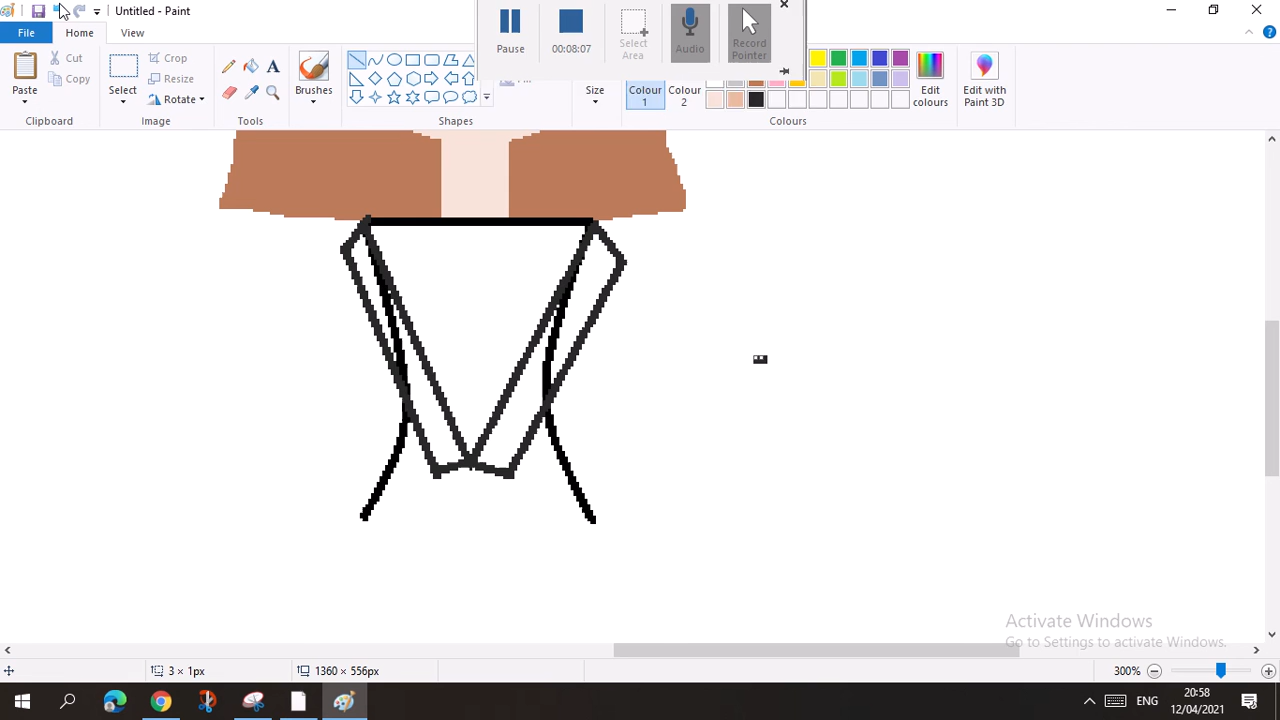 Untitled - Paint
File Home View
Pause 00:08:07 Select Area Audio Record Pointer
Paste Cut Copy
Select Crop Resize Rotate
Brushes
Size
Colour 1 Colour 2 Edit colours Edit with Paint 3D
Clipboard Image Tools Shapes Colours
Activate Windows
Go to Settings to activate Windows.
3 × 1px 1360 × 556px 300%
ENG 20:58
12/04/2021